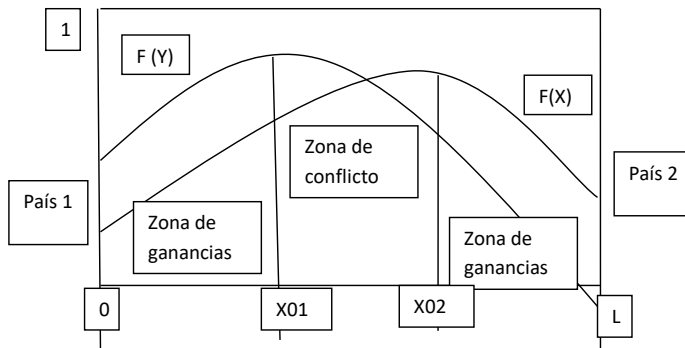 1
F (Y)
F(X)
Zona de
conflicto
País 1
País 2
Zona de
ganancias
Zona de
ganancias
0
X01
X02
L